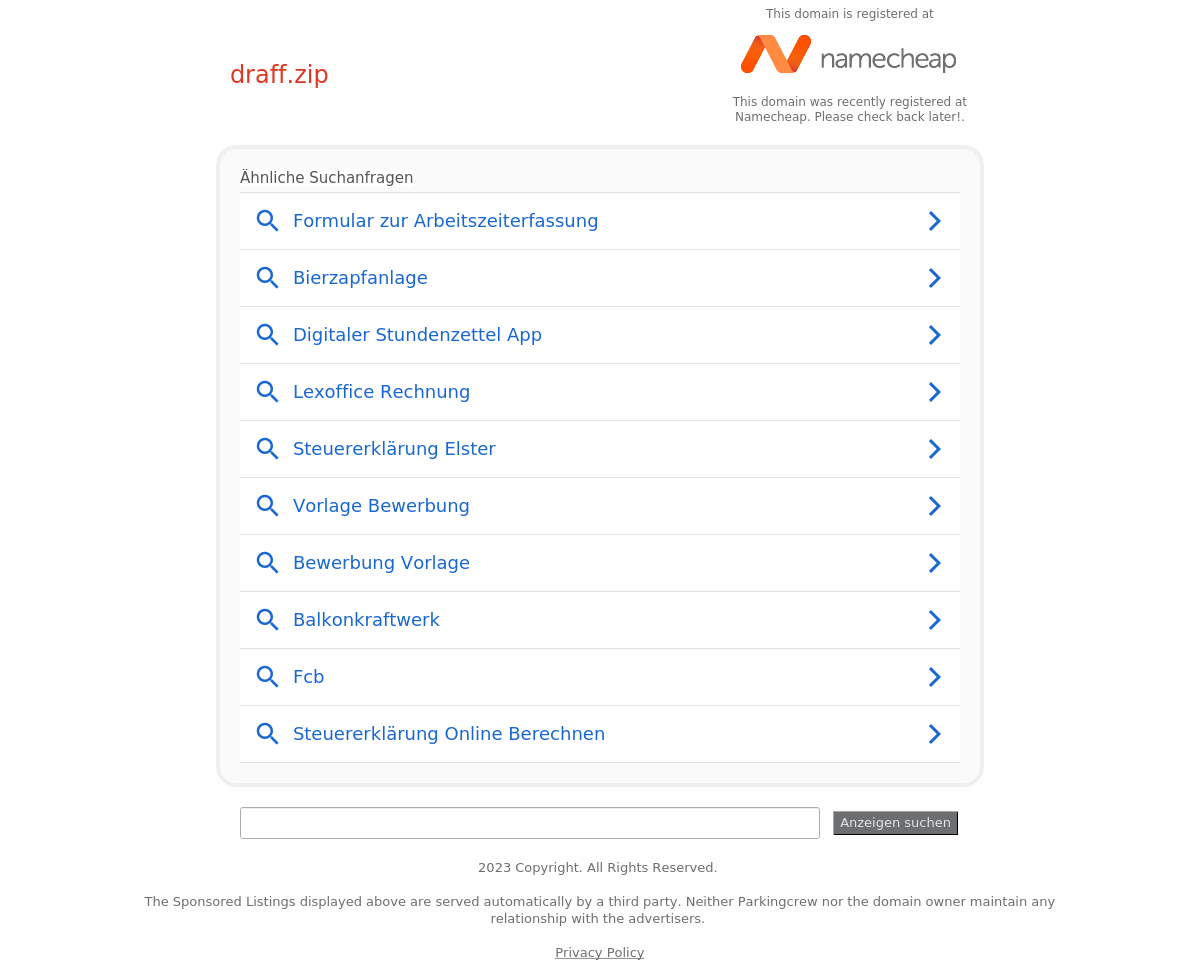 This domain is registered at
draff.zip
namecheap
This domain was recently registered at
Namecheap. Please check back later!.
Ähnliche Suchanfragen
Formular zur Arbeitszeiterfassung
Bierzapfanlage
Digitaler Stundenzettel App
Lexoffice Rechnung
Steuererklärung Elster
Vorlage Bewerbung
Bewerbung Vorlage
Balkonkraftwerk
Fcb
Steuererklärung Online Berechnen
Anzeigen suchen
2023 Copyright. All Rights Reserved.
The Sponsored Listings displayed above are served automatically by a third party. Neither Parkingcrew nor the domain owner maintain any
relationship with the advertisers.
Privacy Policy